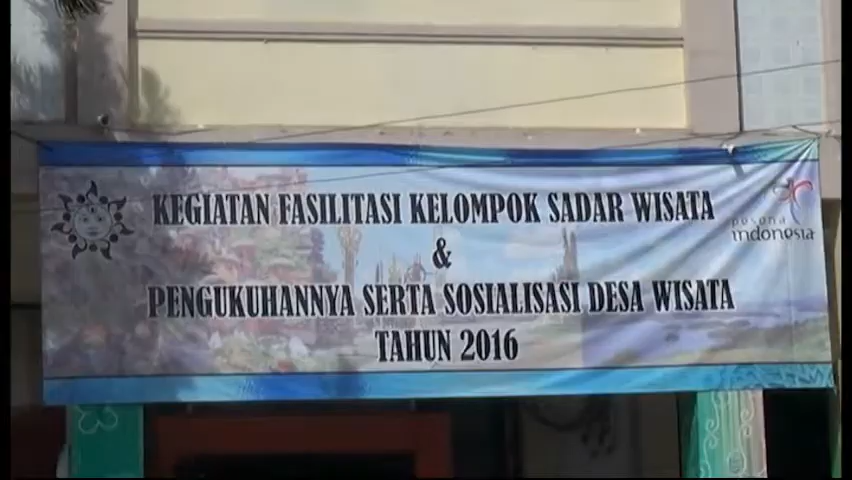 KEGIATAN FASILITASI KELOMPOK SADAR WISATA
&
PENGUKUHANNYA SERTA SOSIALISASI DESA WISATA
TAHUN 2016
pesona
indonesia